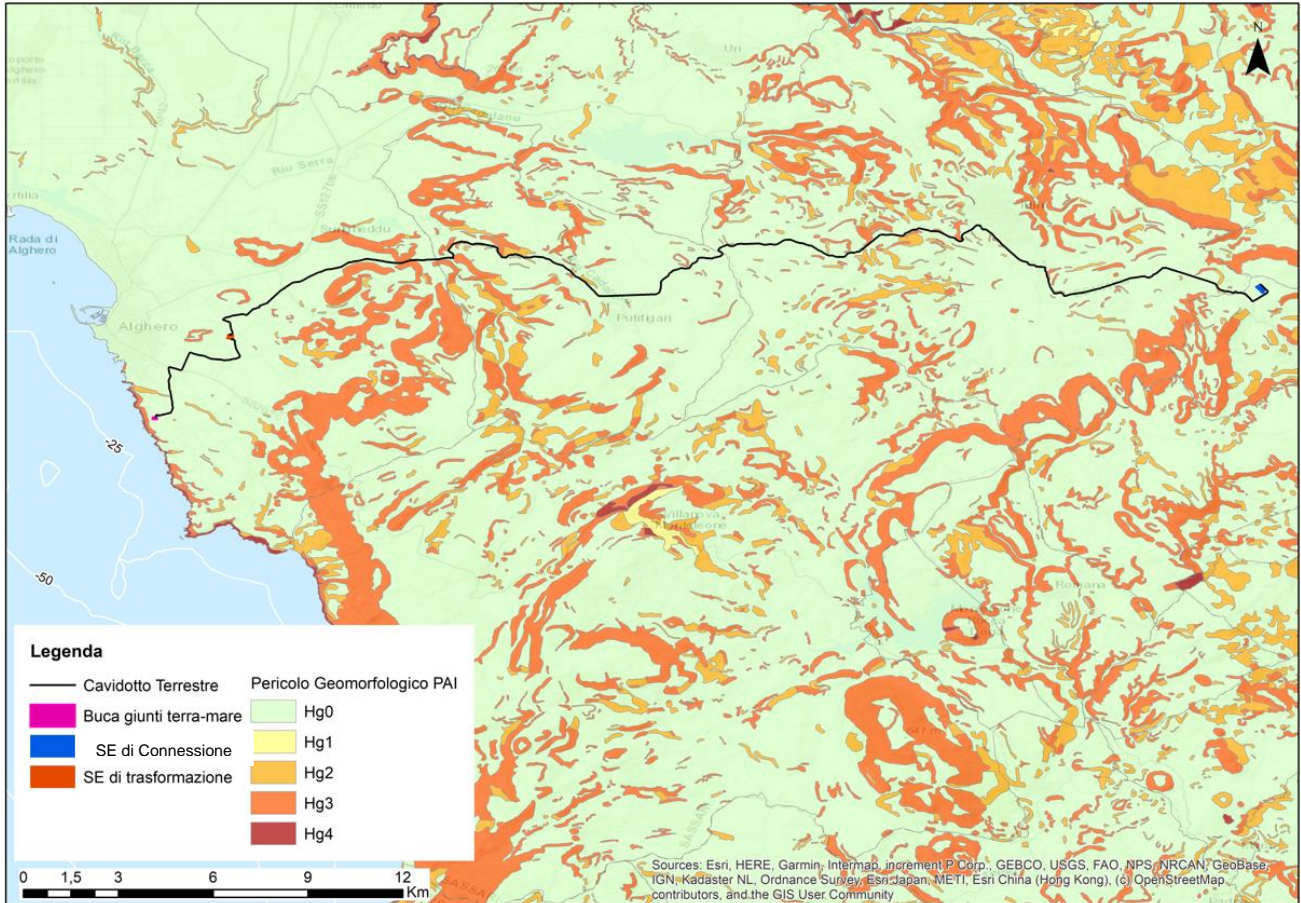 Uri
N
Riu Serra
Rada di
Alghero
Alghero
Putifigari
-25
-50
Villanova
Monteleone
Romana
Legenda
Cavidotto Terrestre
Buca giunti terra-mare
SE di Connessione
SE di trasformazione
Pericolo Geomorfologico PAI
Hg0
Hg1
Hg2
Hg3
Hg4
0 1,5 3 6 9 12
Km
Sources: Esri, HERE, Garmin, Intermap, increment P Corp., GEBCO, USGS, FAO, NPS, NRCAN, GeoBase,
IGN, Kadaster NL, Ordnance Survey, Esri Japan, METI, Esri China (Hong Kong), (c) OpenStreetMap
contributors, and the GIS User Community